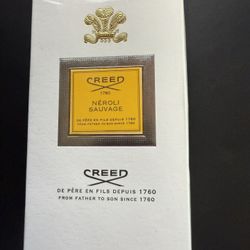 CREED
1760
NÉROLI
SAUVAGE
DE PÈRE EN FILS DEPUIS 1760
FROM FATHER TO SON SINCE 1760
CREED
DE PÈRE EN FILS DEPUIS 1760
FROM FATHER TO SON SINCE 1760